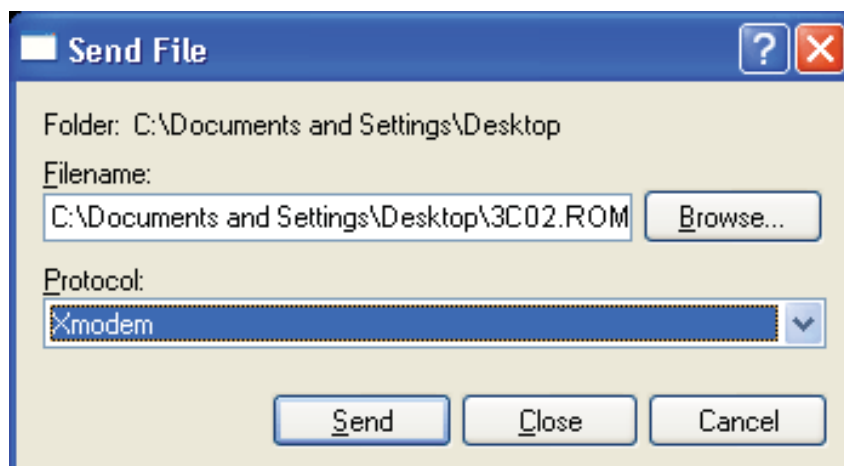 Send File
Folder: C:\Documents and Settings\Desktop
Filename:
C:\Documents and Settings\Desktop\3C02.ROM
Browse...
Protocol:
Xmodem
Send Close Cancel